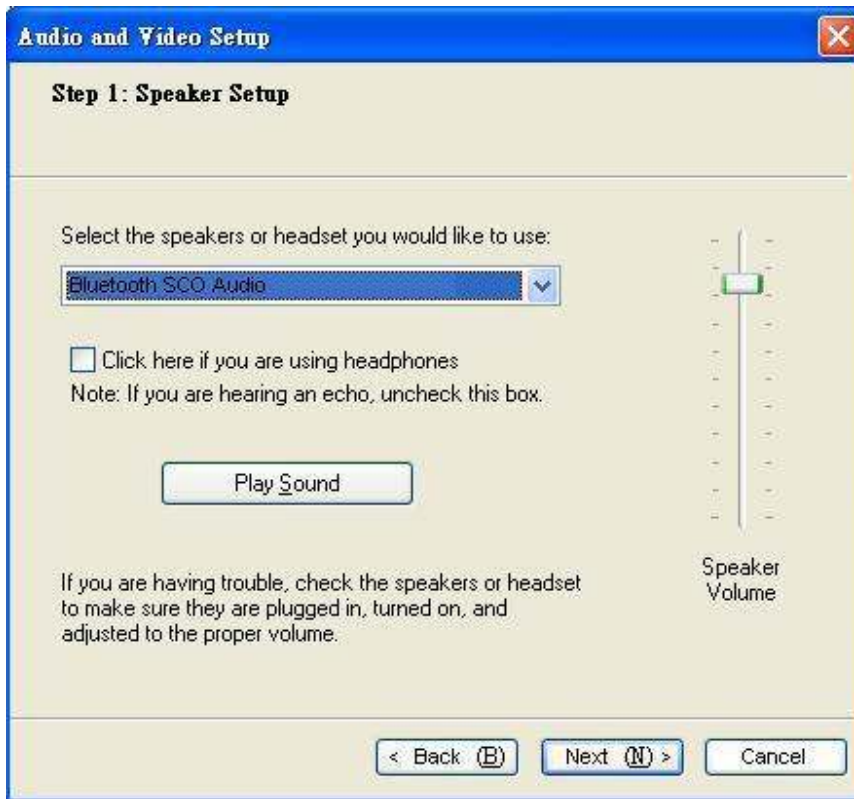 Audio and Video Setup
Step 1: Speaker Setup
Select the speakers or headset you would like to use:
Bluetooth SCO Audio
Click here if you are using headphones
Note: If you are hearing an echo, uncheck this box.
Play Sound
If you are having trouble, check the speakers or headset
to make sure they are plugged in, turned on, and
adjusted to the proper volume.
Speaker
Volume
< Back (B)
Next (N) >
Cancel